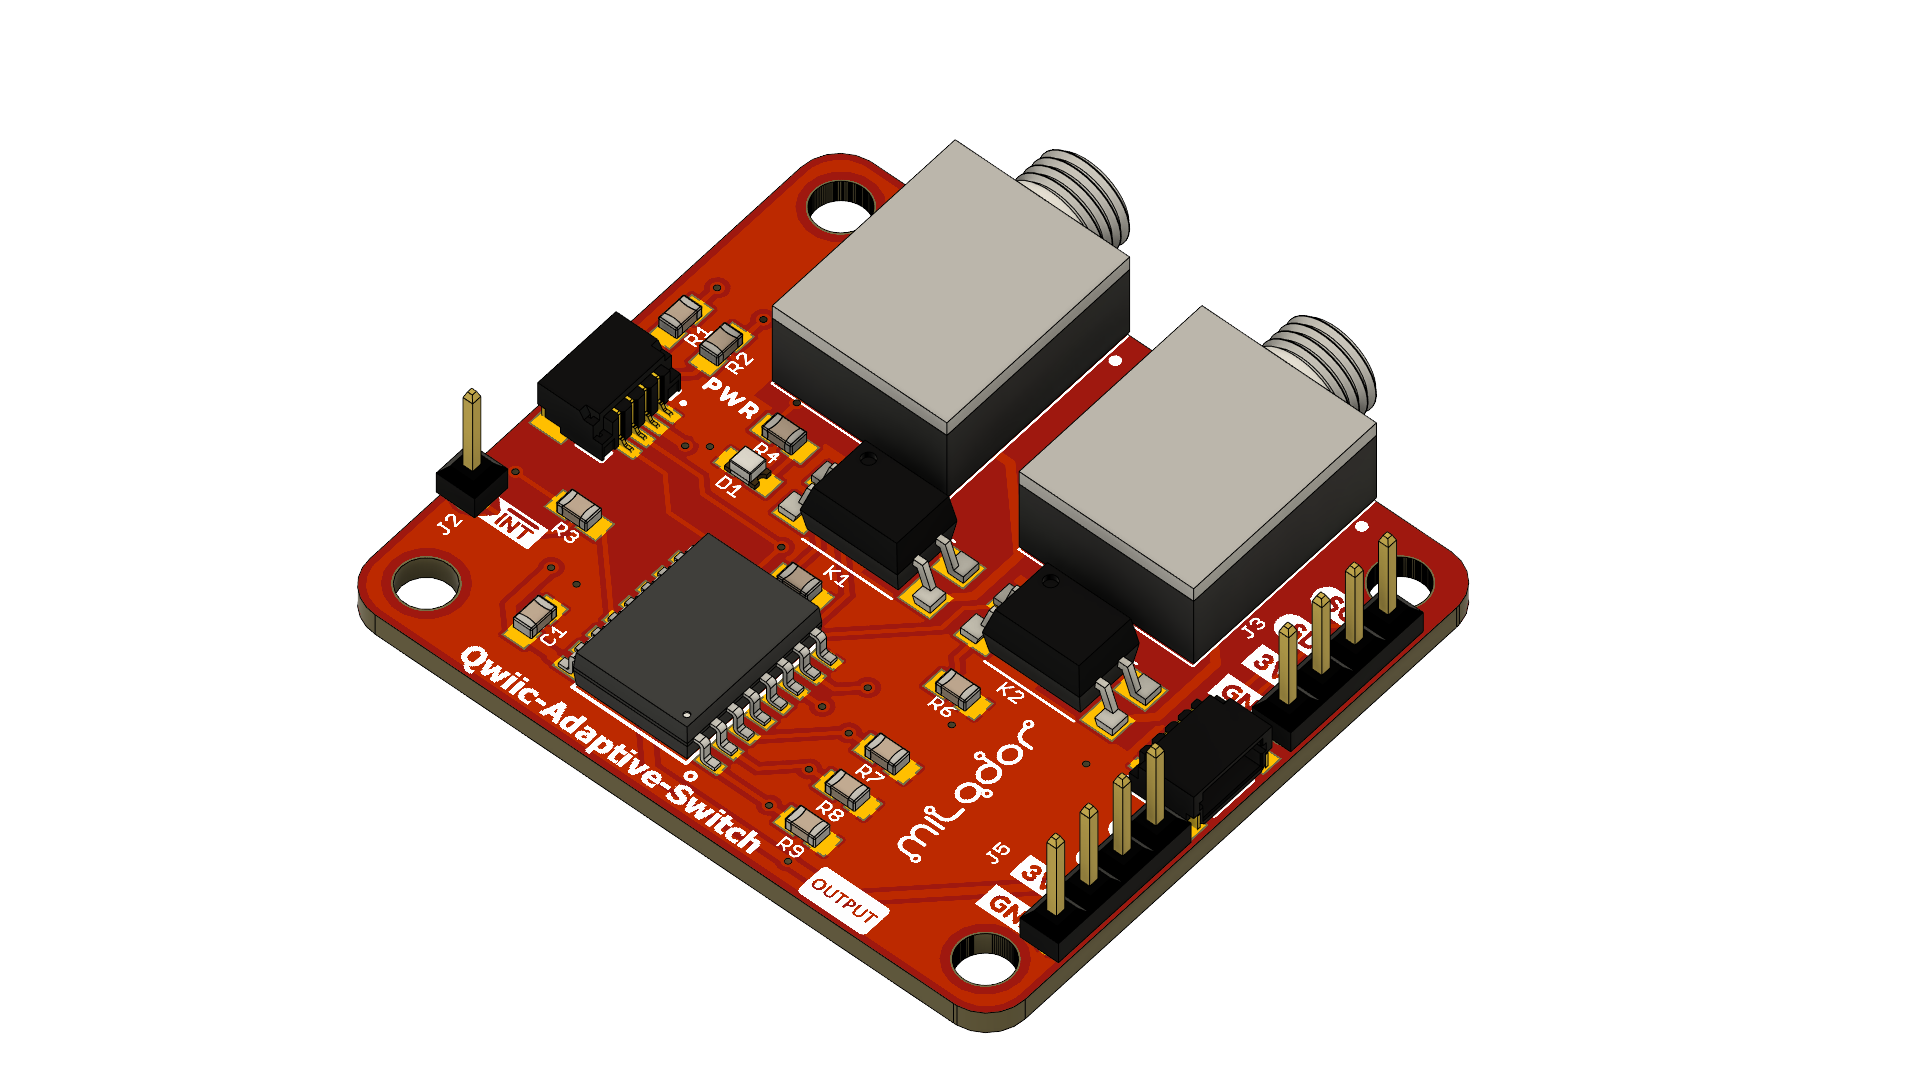 R1
R2
PWR
R4
D1
J2
INT
R3
K1
C1
Qwiic-Adaptive-Switch
K2
R6
J3
R7
R8
R9
milador
J5
OUTPUT